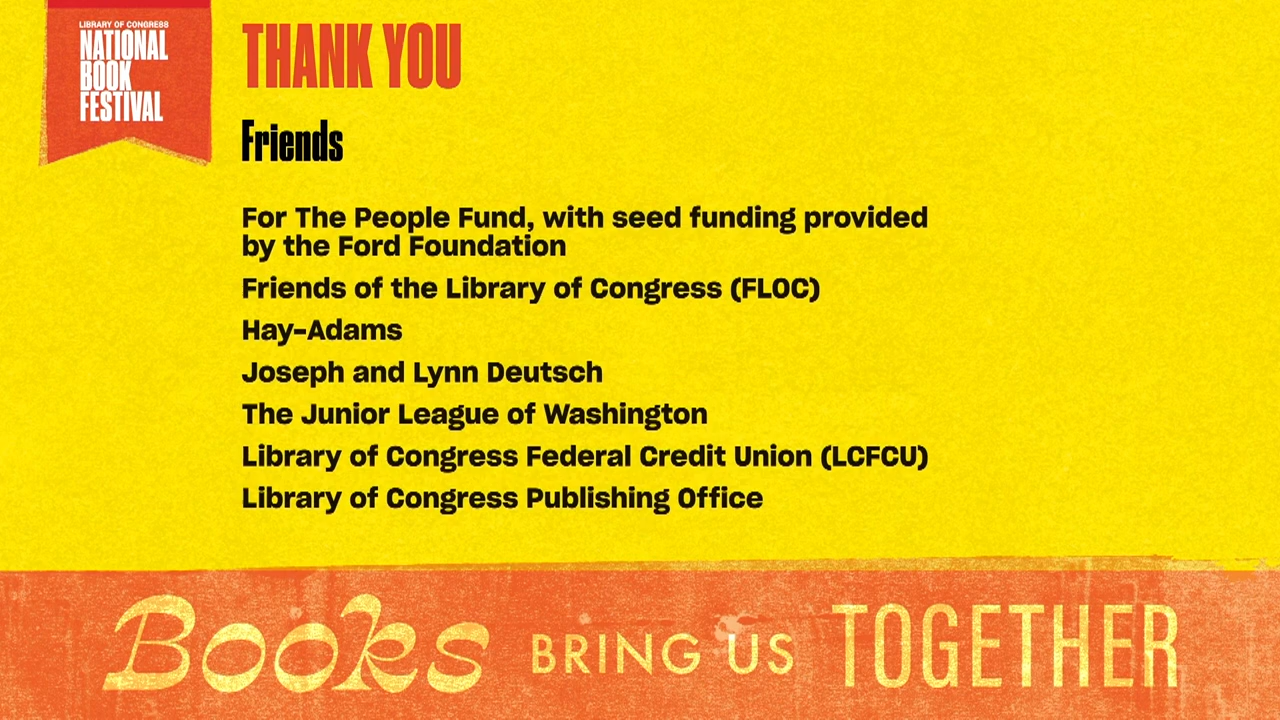 LIBRARY OF CONGRESS
NATIONAL
BOOK
FESTIVAL
THANK YOU
Friends
For The People Fund, with seed funding provided
by the Ford Foundation
Friends of the Library of Congress (FLOC)
Hay-Adams
Joseph and Lynn Deutsch
The Junior League of Washington
Library of Congress Federal Credit Union (LCFCU)
Library of Congress Publishing Office
Books BRING US TOGETHER